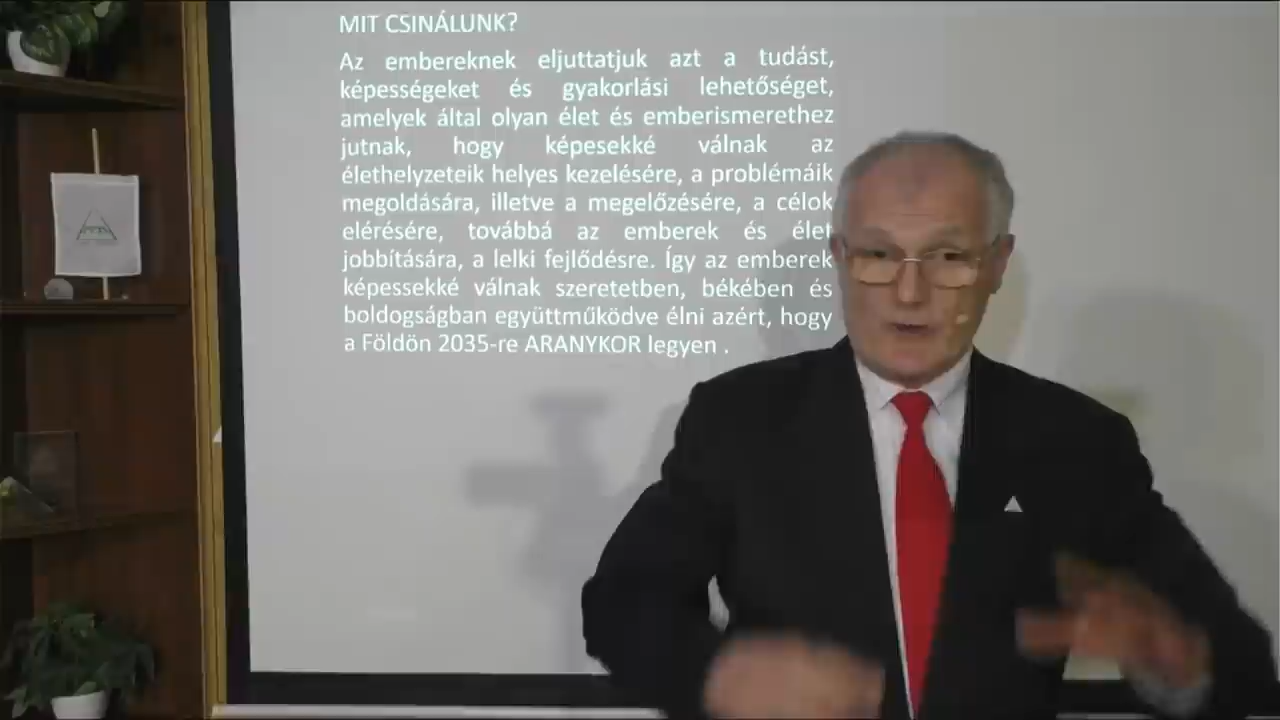 MIT CSINÁLUNK?
Az embereknek eljuttatjuk azt a tudást,
képességeket és gyakorlási lehetőséget,
amelyek által olyan élet és emberismerethez
jutnak, hogy képesekké válnak az
élethelyzeteik helyes kezelésére, a problémáik
megoldására, illetve a megelőzésére, a célok
elérésére, továbbá az emberek és élet
jobbítására, a lelki fejlődésre. Így az emberek
képessekké válnak szeretetben, békében és
boldogságban együttműködve élni azért, hogy
a Földön 2035-re ARANYKOR legyen .